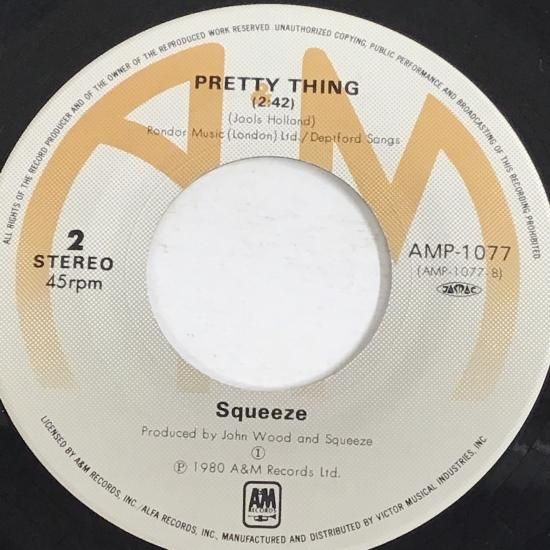 ALL RIGHTS OF THE RECORD PRODUCER AND OF THE OWNER OF THE REPRODUCED WORK RESERVED. UNAUTHORIZED COPYING, PUBLIC PERFORMANCE AND BROADCASTING OF THIS RECORDING PROHIBITED
A&M
PRETTY THING
(2:42)
(Jools Holland)
Rondor Music (London) Ltd./Deptford Songs
2
STEREO
45rpm
AMP-1077
(AMP-1077-B)
JASRAC
Squeeze
Produced by John Wood and Squeeze
I
℗ 1980 A&M Records Ltd.
A&M
RECORDS
LICENSED BY A&M RECORDS, INC./ALFA RECORDS, INC., MANUFACTURED AND DISTRIBUTED BY VICTOR MUSICAL INDUSTRIES, INC